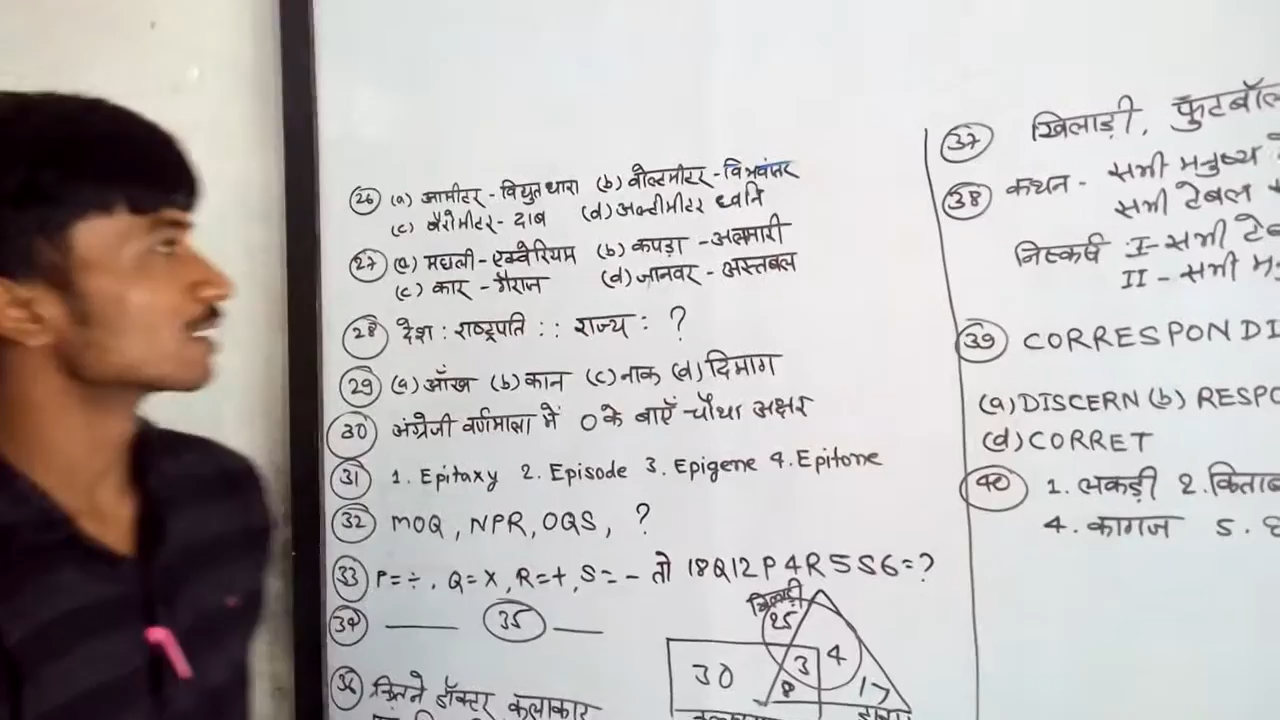 26 (a) आमीटर - विद्युत धारा (b) वोल्टमीटर - विभवांतर
(c) बैरोमीटर - दाब (d) अल्टीमीटर ध्वनि
27 (a) मछली - एक्वेरियम (b) कपड़ा - अलमारी
(c) कार - गैराज (d) जानवर - अस्तबल
28 देश : राष्ट्रपति : : राज्य : ?
29 (a) आँख (b) कान (c) नाक (d) दिमाग
30 अंग्रेजी वर्णमाला में O के बाएँ चौथा अक्षर
31 1. Epitaxy 2. Episode 3. Epigene 4. Epitome
32 MOQ, NPR, OQS, ?
33 P=÷, Q=×, R=+, S=- तो 18Q12P4R5S6=?
34 ____ 35 ___
36 कितने डॉक्टर कलाकार
खिलाड़ी
25
30 3 4
8 17
37 खिलाड़ी, फुटबॉल
38 कथन - सभी मनुष्य
सभी टेबल
निष्कर्ष I - सभी टे
II - सभी म
39 CORRESPONDI
(a) DISCERN (b) RESPO
(d) CORRET
40 1. लकड़ी 2. किताब
4. कागज 5.